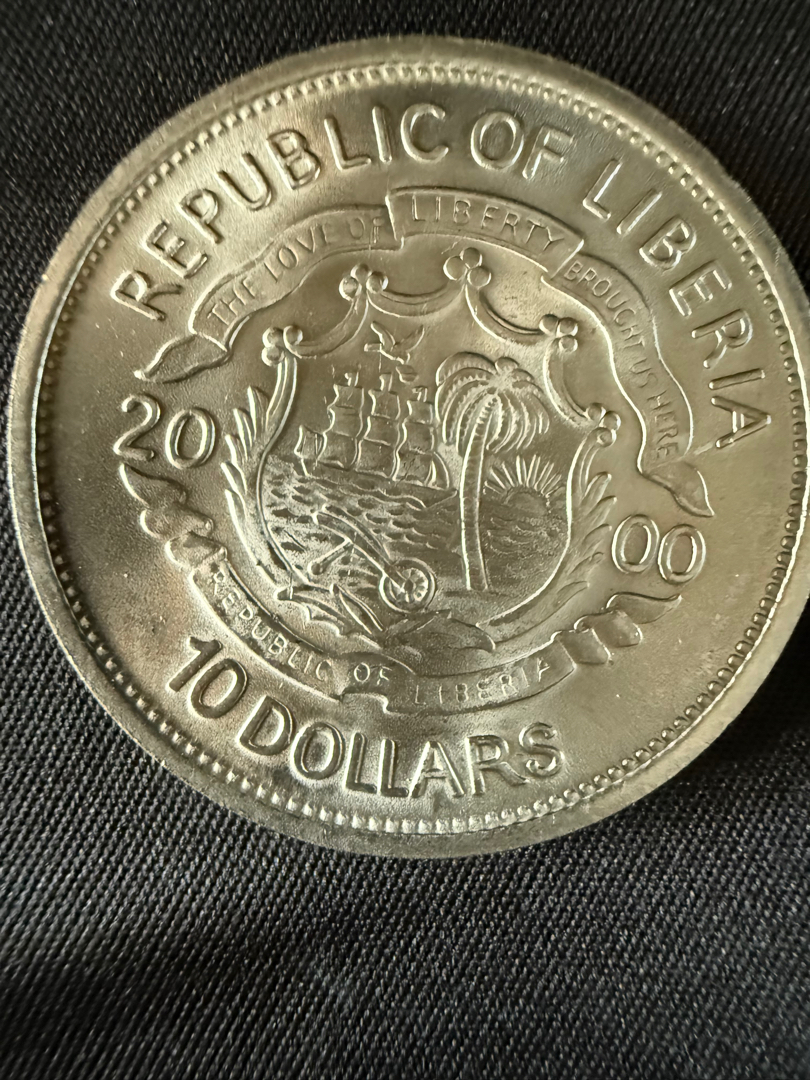 REPUBLIC OF LIBERIA
THE LOVE OF LIBERTY BROUGHT US HERE
20 00
REPUBLIC OF LIBERIA
10 DOLLARS